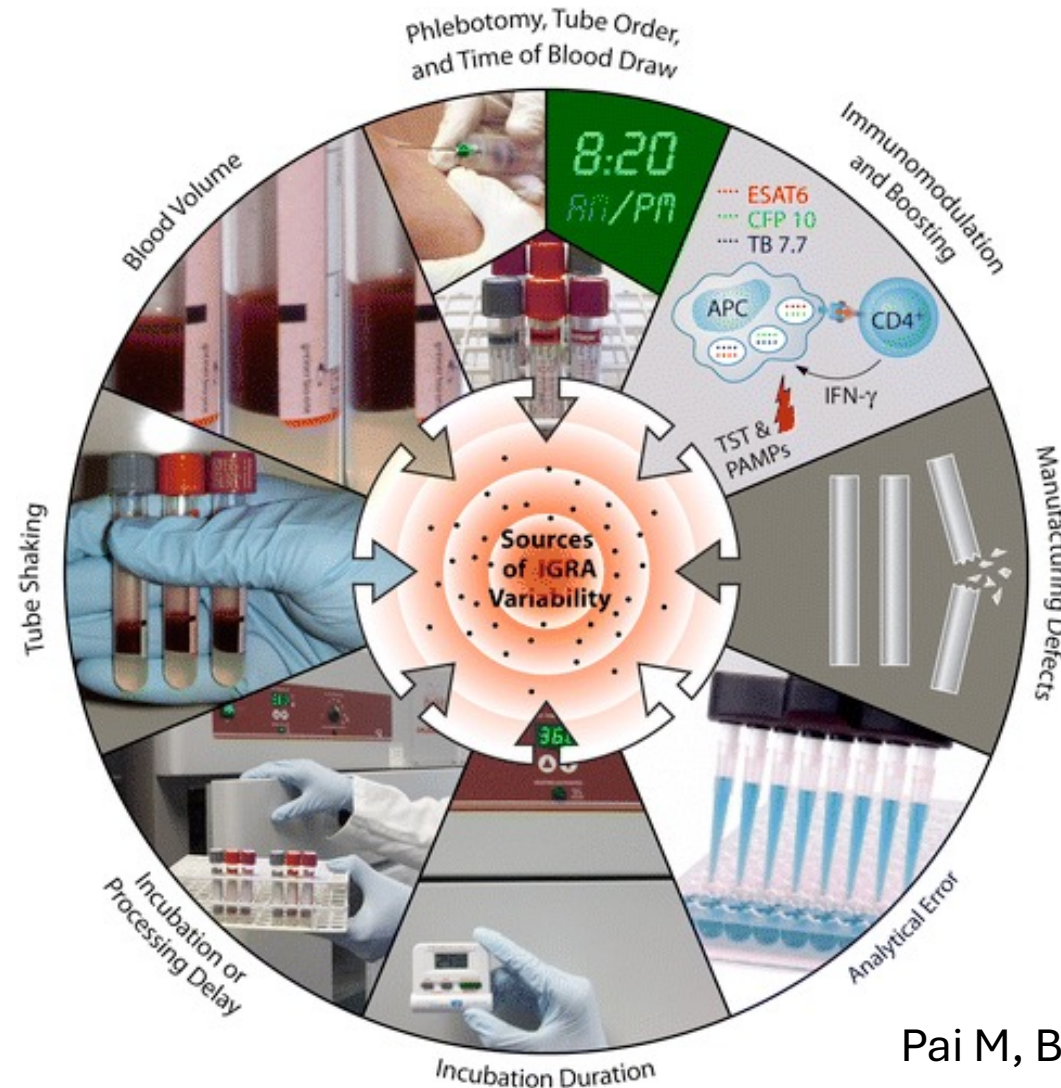 Phlebotomy, Tube Order,
and Time of Blood Draw
8:20
AM/PM
Immunomodulation
and Boosting
ESAT6
CFP 10
TB 7.7
APC
CD4⁺
IFN-γ
TST &
PAMPs
Manufacturing Defects
Analytical Error
Incubation Duration
Incubation or
Processing Delay
Tube Shaking
Blood Volume
Sources
of IGRA
Variability
Pai M, B